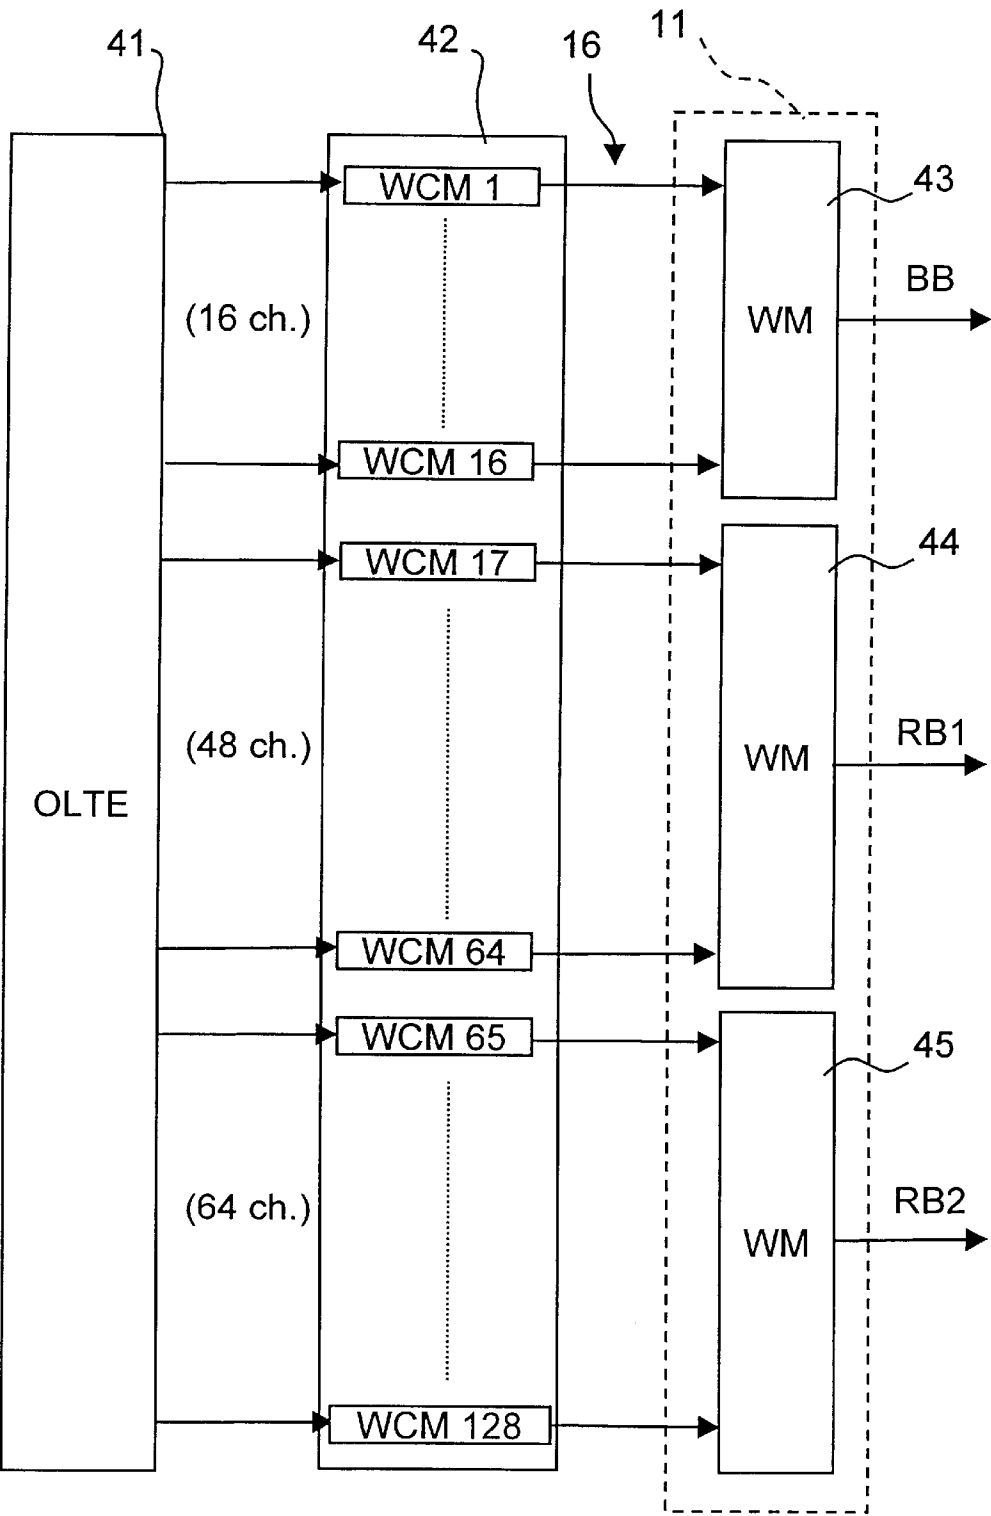 41
42
16
11
WCM 1
43
BB
(16 ch.)
WM
WCM 16
WCM 17
44
RB1
(48 ch.)
WM
OLTE
WCM 64
WCM 65
45
RB2
(64 ch.)
WM
WCM 128